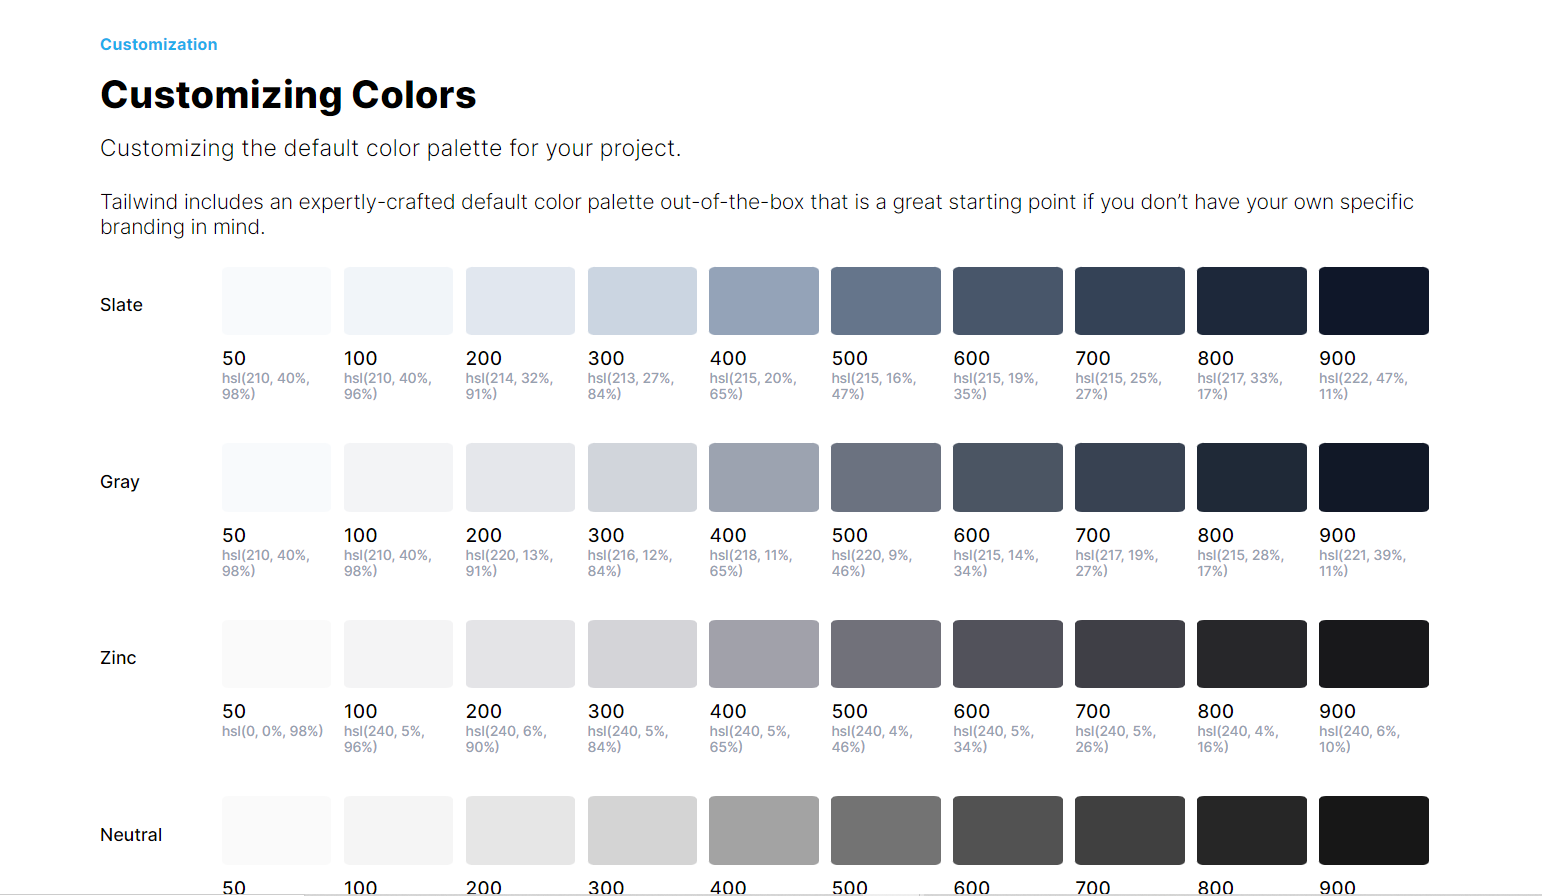 Customization
Customizing Colors
Customizing the default color palette for your project.
Tailwind includes an expertly-crafted default color palette out-of-the-box that is a great starting point if you don’t have your own specific
branding in mind.
Slate
50 100 200 300 400 500 600 700 800 900
hsl(210, 40%, hsl(210, 40%, hsl(214, 32%, hsl(213, 27%, hsl(215, 20%, hsl(215, 16%, hsl(215, 19%, hsl(215, 25%, hsl(217, 33%, hsl(222, 47%,
98%) 96%) 91%) 84%) 65%) 47%) 35%) 27%) 17%) 11%)
Gray
50 100 200 300 400 500 600 700 800 900
hsl(210, 40%, hsl(210, 40%, hsl(220, 13%, hsl(216, 12%, hsl(218, 11%, hsl(220, 9%, hsl(215, 14%, hsl(217, 19%, hsl(215, 28%, hsl(221, 39%,
98%) 98%) 91%) 84%) 65%) 46%) 34%) 27%) 17%) 11%)
Zinc
50 100 200 300 400 500 600 700 800 900
hsl(0, 0%, 98%) hsl(240, 5%, hsl(240, 6%, hsl(240, 5%, hsl(240, 5%, hsl(240, 4%, hsl(240, 5%, hsl(240, 5%, hsl(240, 4%, hsl(240, 6%,
96%) 90%) 84%) 65%) 46%) 34%) 26%) 16%) 10%)
Neutral
50 100 200 300 400 500 600 700 800 900